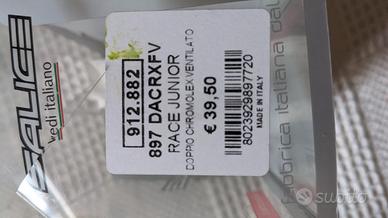 SALICE
vedi italiano
912.882
897 DACRXFV
RACE JUNIOR
DOPPIO CHROMOLEX VENTILATO
€ 39,50
8023929897720
MADE IN ITALY
fabbrica italiana dal
subito